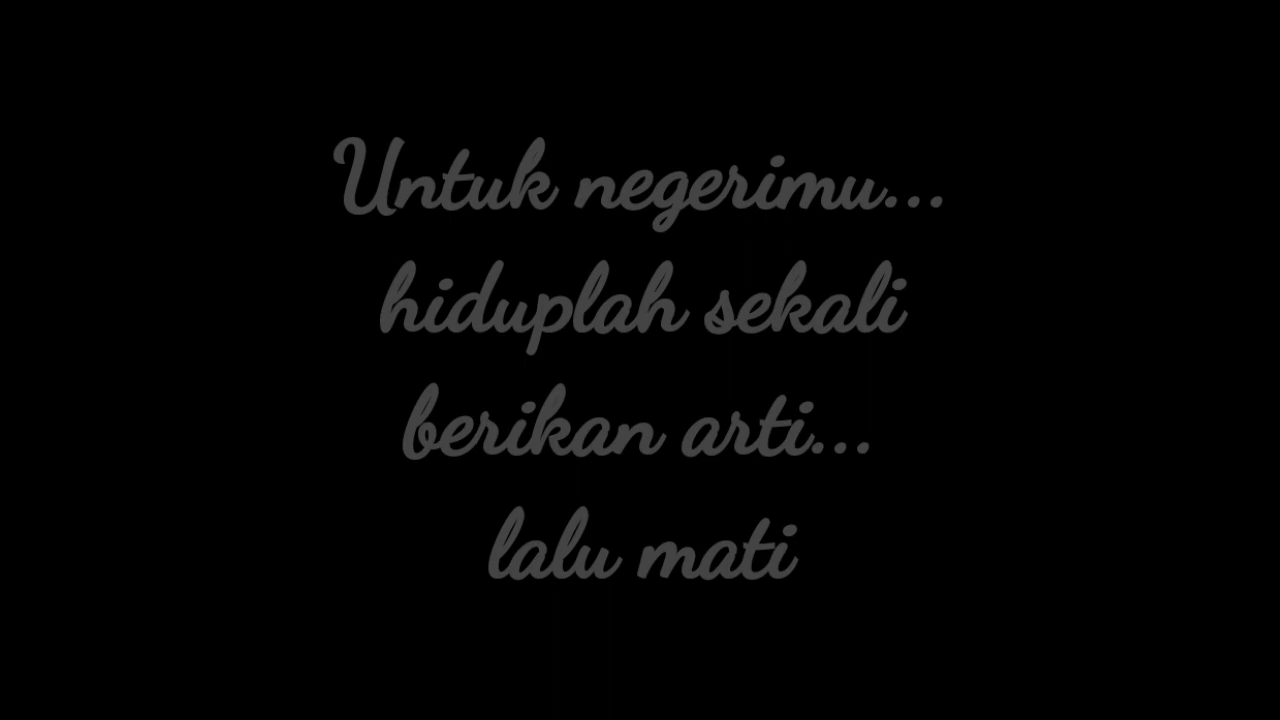 Untuk negerimu...
hiduplah sekali
berikan arti...
lalu mati